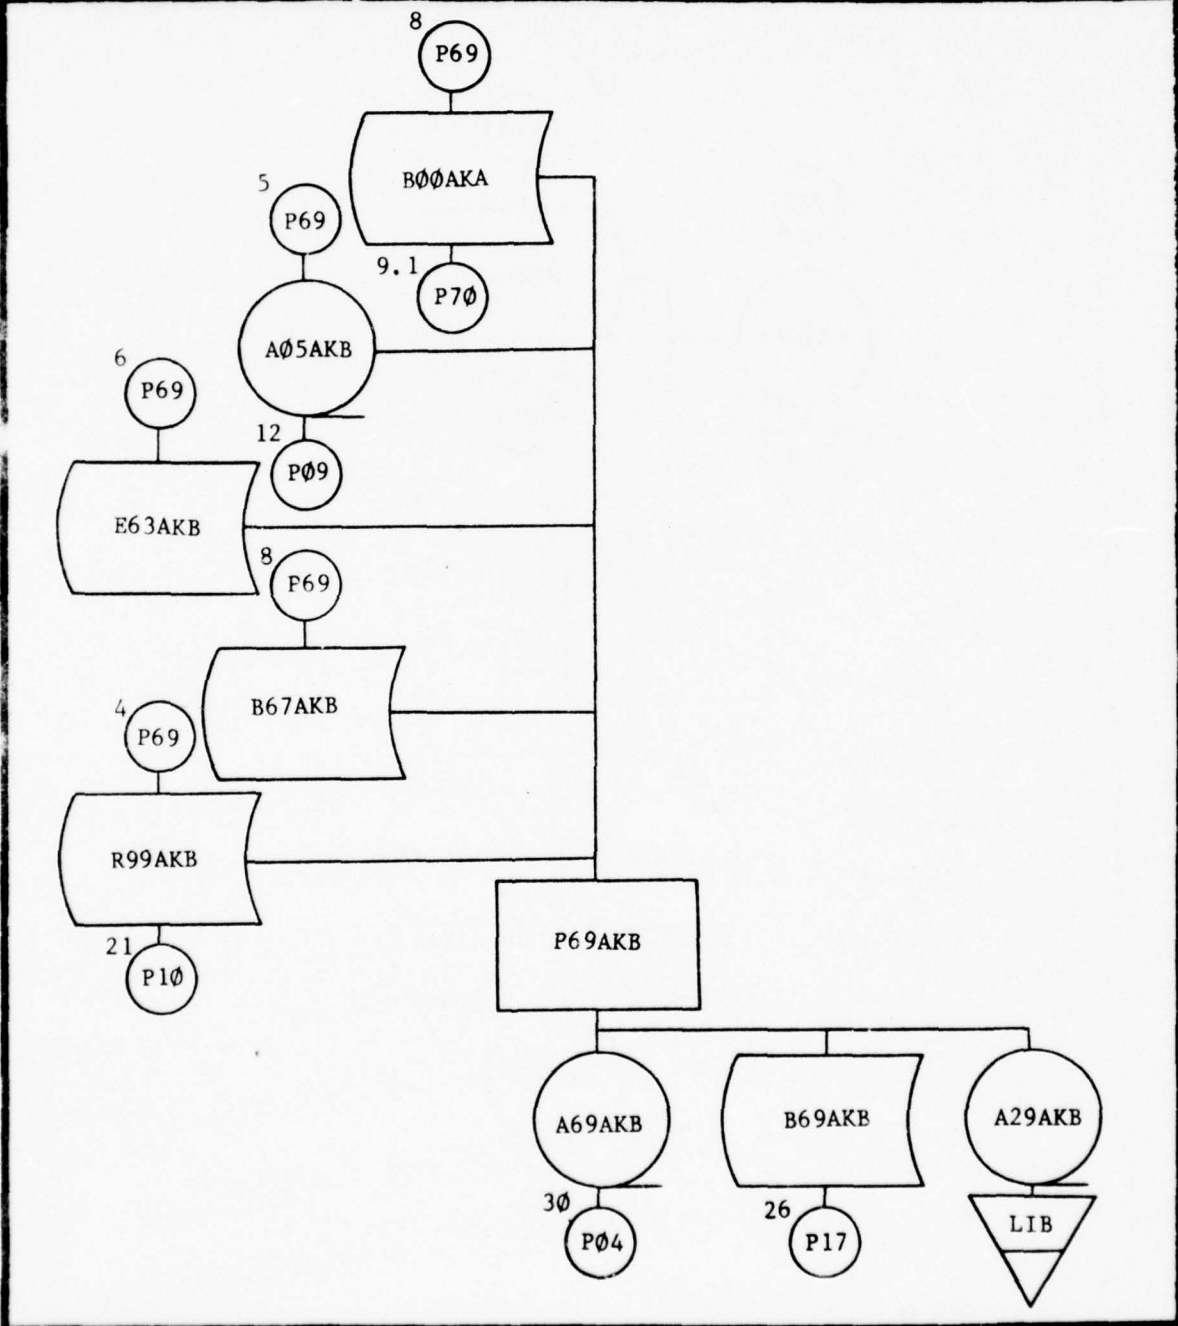 8
P69
BØØAKA
5
P69
9.1
P7Ø
AØ5AKB
6
P69
12
PØ9
E63AKB
8
P69
B67AKB
4
P69
R99AKB
P69AKB
21
P1Ø
A69AKB
B69AKB
A29AKB
3Ø
PØ4
26
P17
LIB